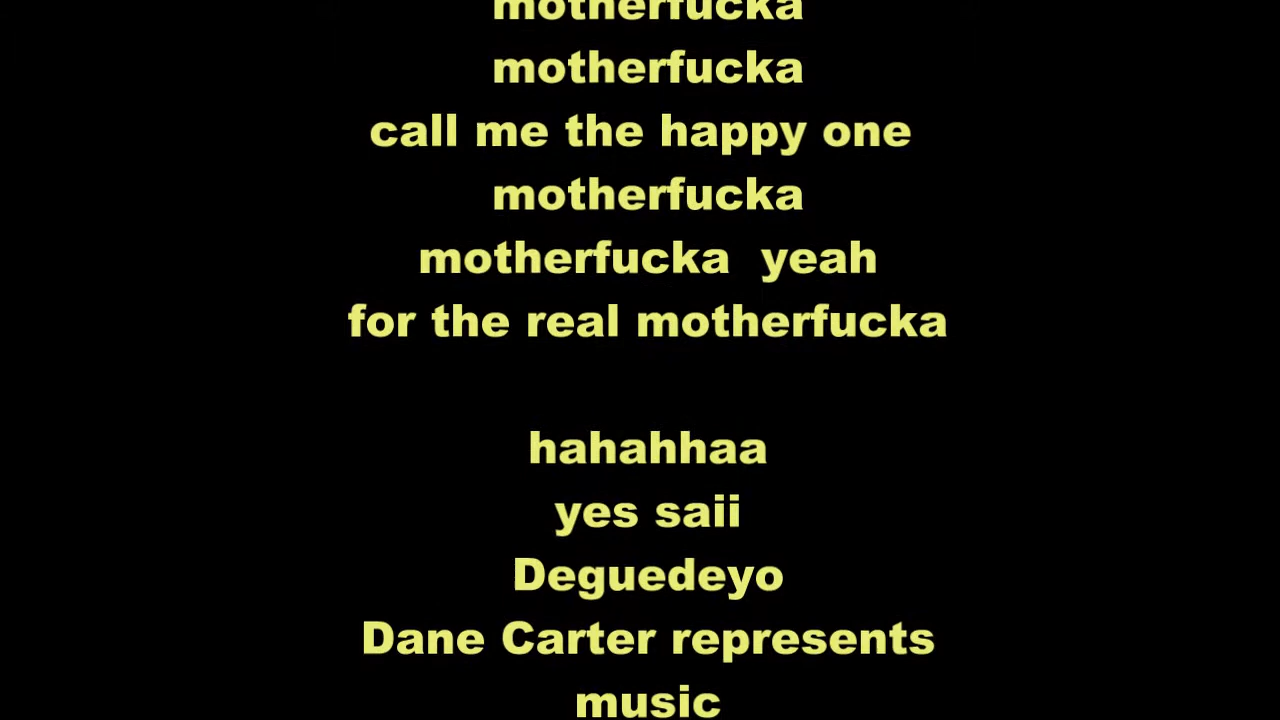 motherfucka
motherfucka
call me the happy one
motherfucka
motherfucka  yeah
for the real motherfucka
hahahhaa
yes saii
Deguedeyo
Dane Carter represents
music